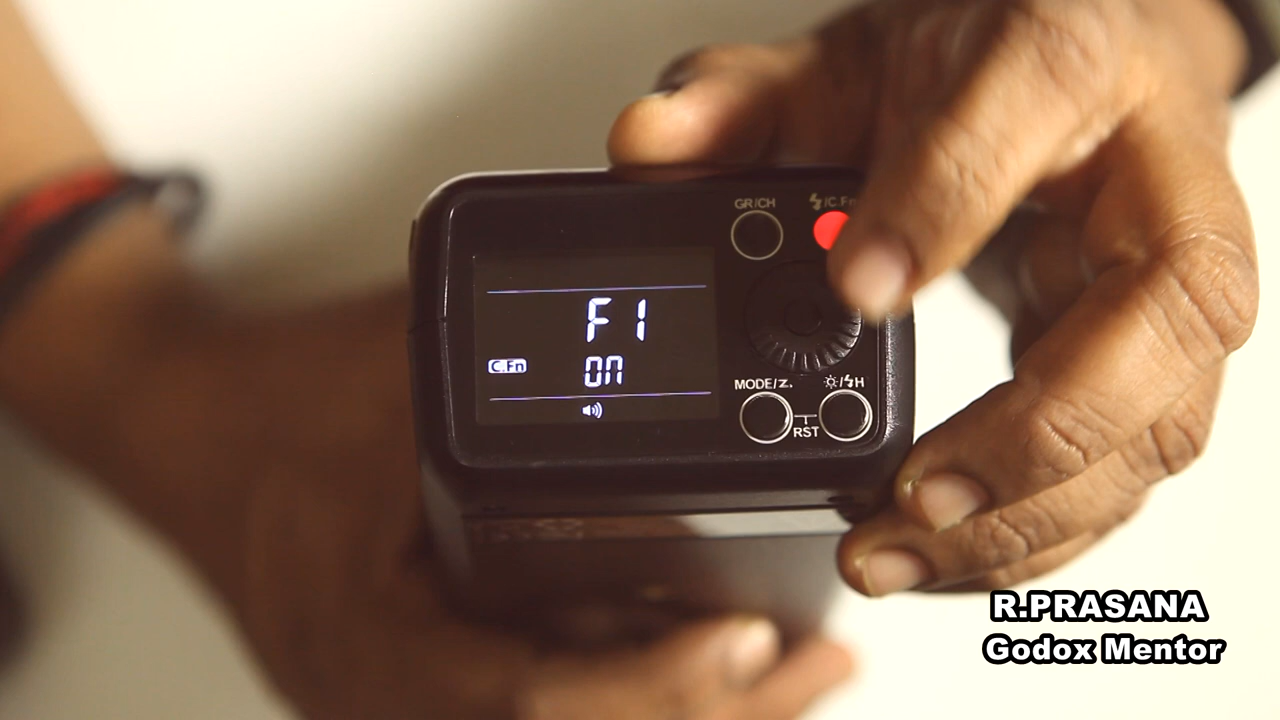 GR/CH
⚡/C.Fn
F1
C.Fn
on
MODE/Z.
☼/⚡H
RST
R.PRASANA
Godox Mentor